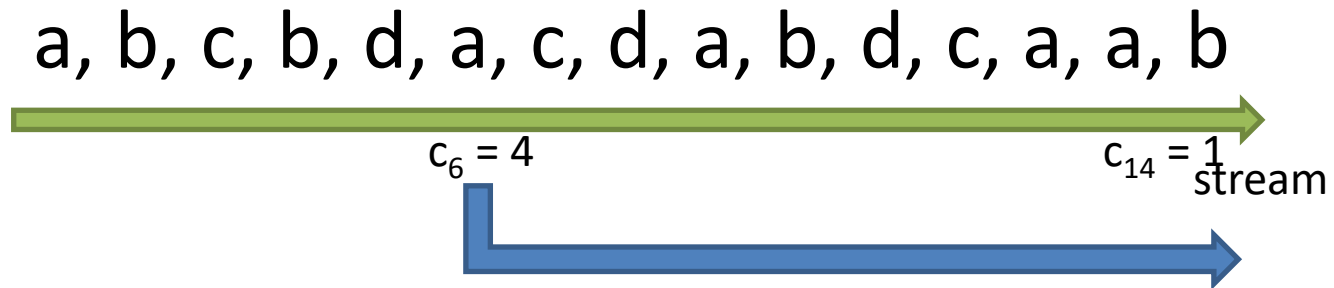 a, b, c, b, d, a, c, d, a, b, d, c, a, a, b
c₆ = 4 c₁₄ = 1
stream